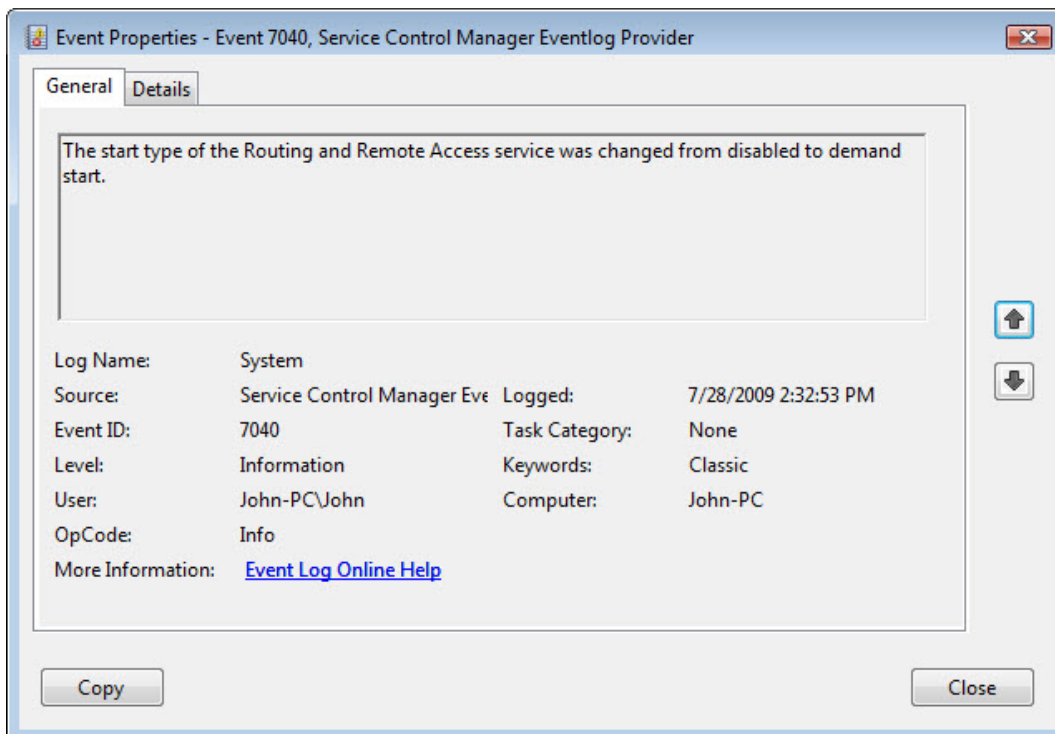 Event Properties - Event 7040, Service Control Manager Eventlog Provider
General Details
The start type of the Routing and Remote Access service was changed from disabled to demand
start.
Log Name: System
Source: Service Control Manager Eve Logged: 7/28/2009 2:32:53 PM
Event ID: 7040 Task Category: None
Level: Information Keywords: Classic
User: John-PC\John Computer: John-PC
OpCode: Info
More Information: Event Log Online Help
Copy Close